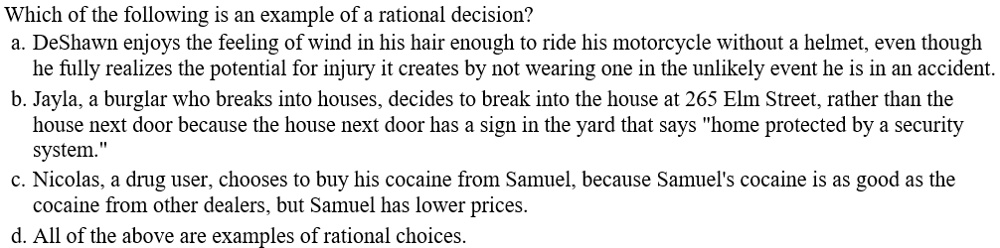 Which of the following is an example of a rational decision?
a. DeShawn enjoys the feeling of wind in his hair enough to ride his motorcycle without a helmet, even though
he fully realizes the potential for injury it creates by not wearing one in the unlikely event he is in an accident.
b. Jayla, a burglar who breaks into houses, decides to break into the house at 265 Elm Street, rather than the
house next door because the house next door has a sign in the yard that says "home protected by a security
system."
c. Nicolas, a drug user, chooses to buy his cocaine from Samuel, because Samuel's cocaine is as good as the
cocaine from other dealers, but Samuel has lower prices.
d. All of the above are examples of rational choices.